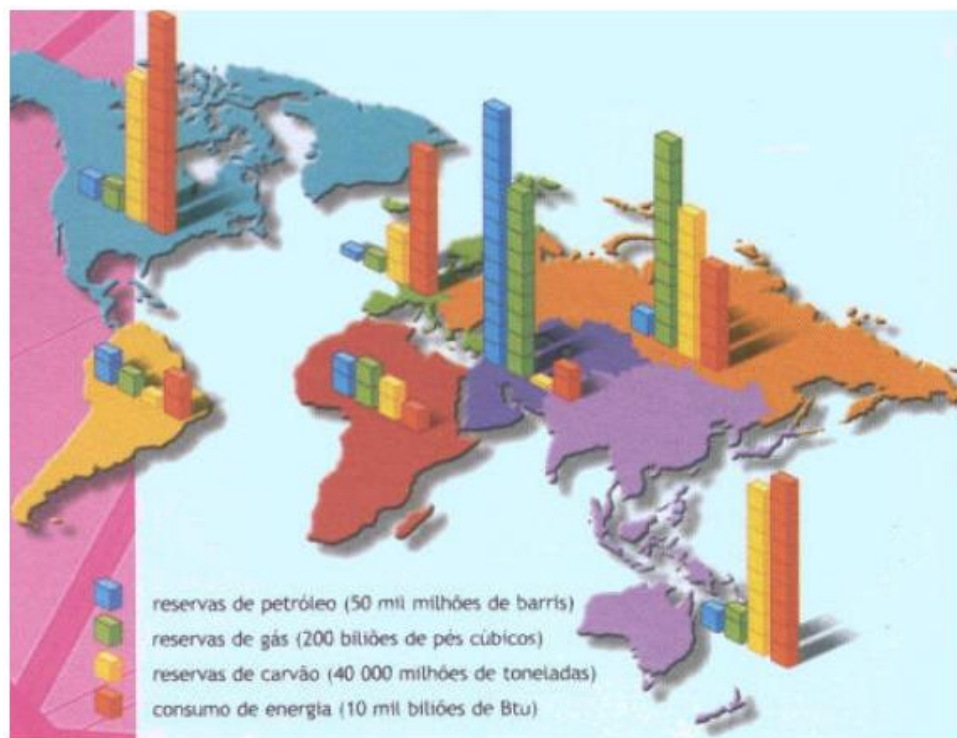 reservas de petróleo (50 mil milhões de barris)
reservas de gás (200 biliões de pés cúbicos)
reservas de carvão (40 000 milhões de toneladas)
consumo de energia (10 mil biliões de Btu)